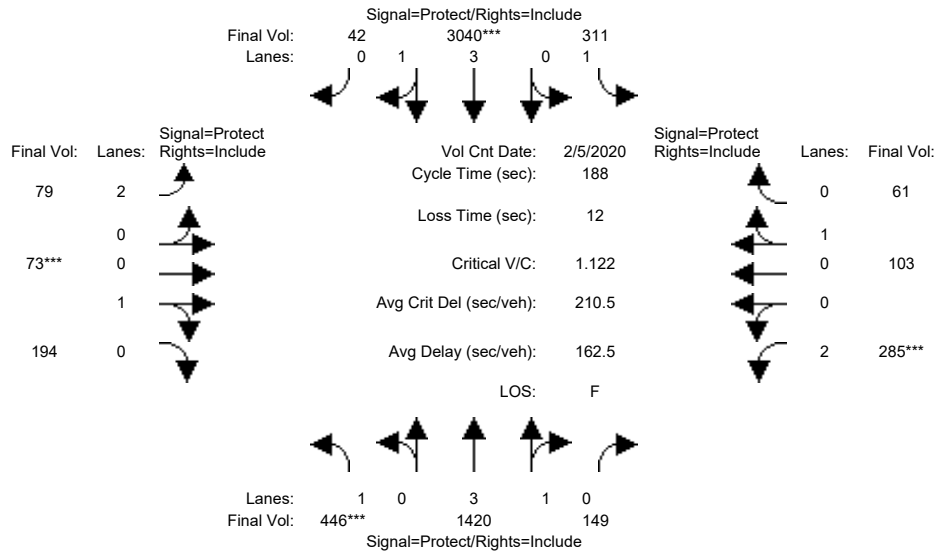 Signal=Protect/Rights=Include
Final Vol: 42 3040*** 311
Lanes: 0 1 3 0 1
Signal=Protect Signal=Protect
Final Vol: Lanes: Rights=Include Vol Cnt Date: 2/5/2020 Rights=Include Lanes: Final Vol:
Cycle Time (sec): 188
79 2 0 61
Loss Time (sec): 12
0 1
73*** 0 Critical V/C: 1.122 0 103
1 Avg Crit Del (sec/veh): 210.5 0
194 0 Avg Delay (sec/veh): 162.5 2 285***
LOS: F
Lanes: 1 0 3 1 0
Final Vol: 446*** 1420 149
Signal=Protect/Rights=Include